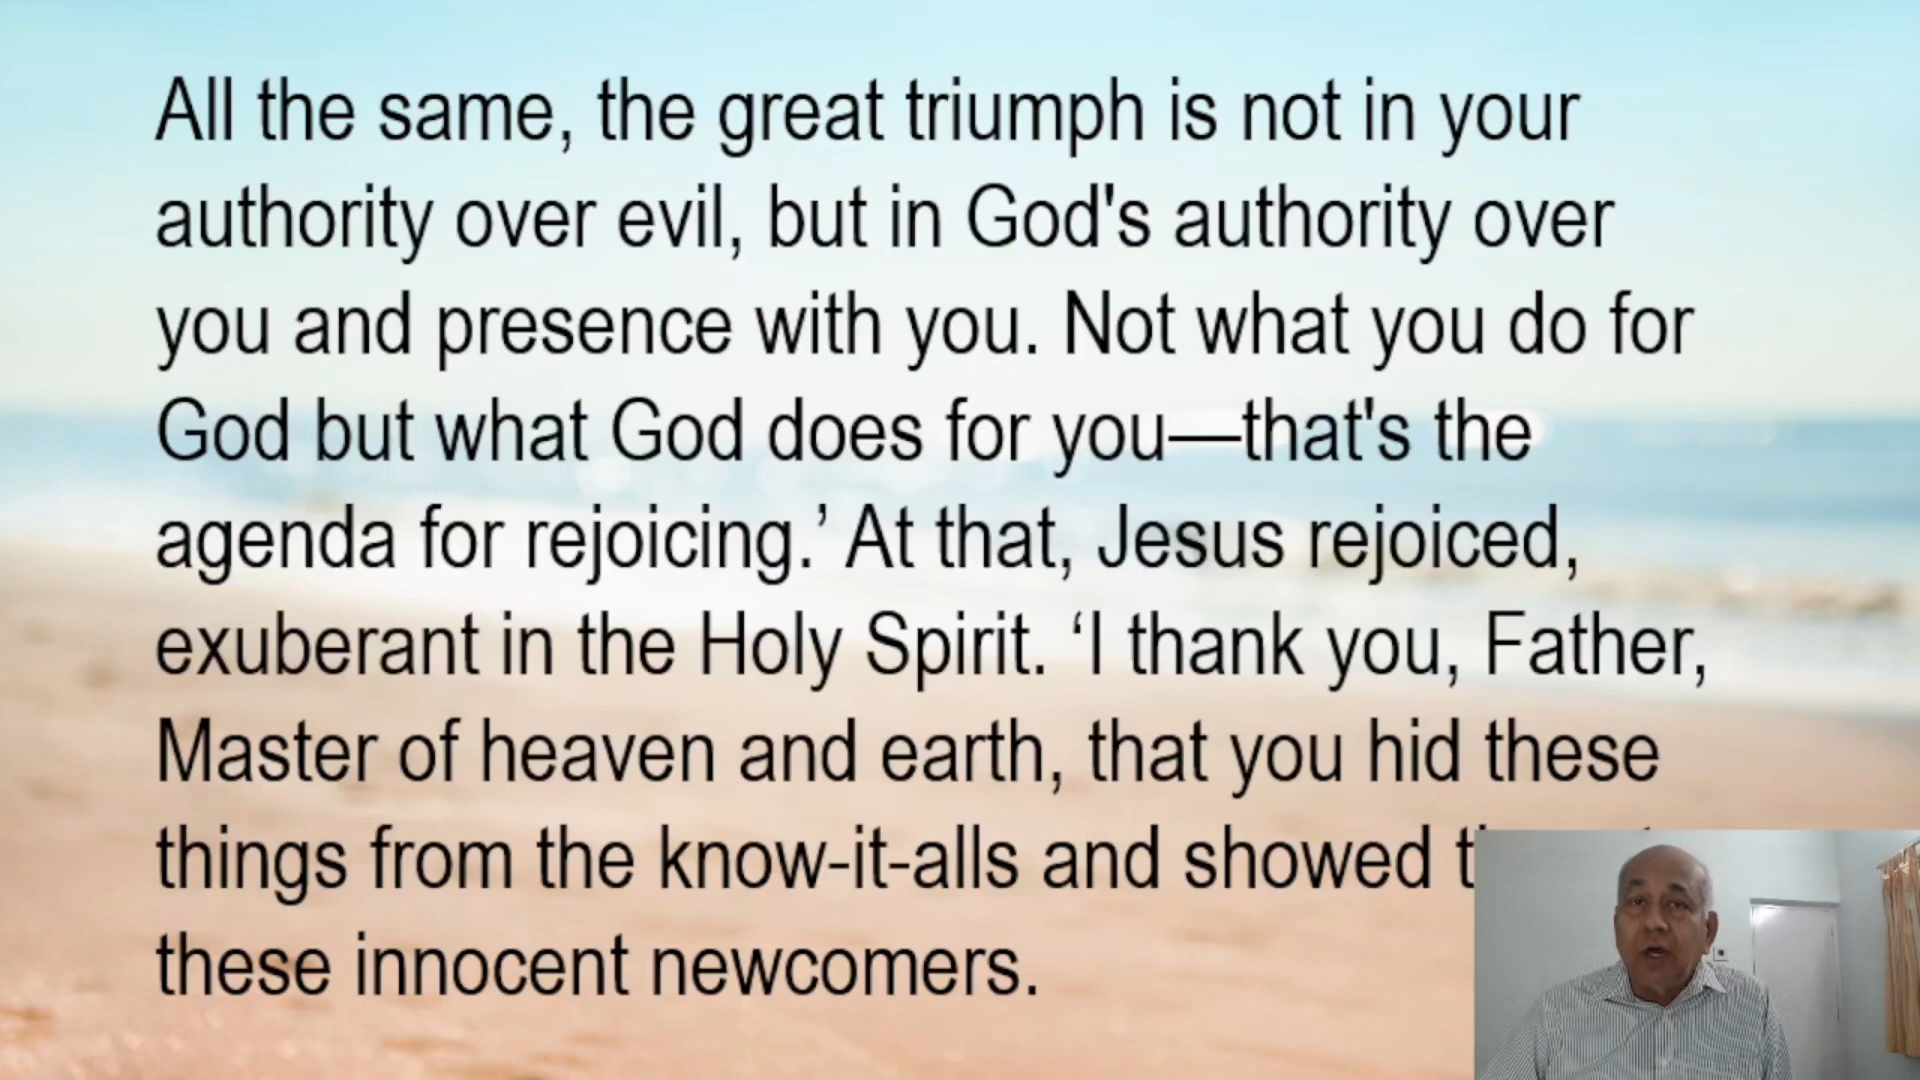 All the same, the great triumph is not in your
authority over evil, but in God's authority over
you and presence with you. Not what you do for
God but what God does for you—that's the
agenda for rejoicing.’ At that, Jesus rejoiced,
exuberant in the Holy Spirit. ‘I thank you, Father,
Master of heaven and earth, that you hid these
things from the know-it-alls and showed
these innocent newcomers.